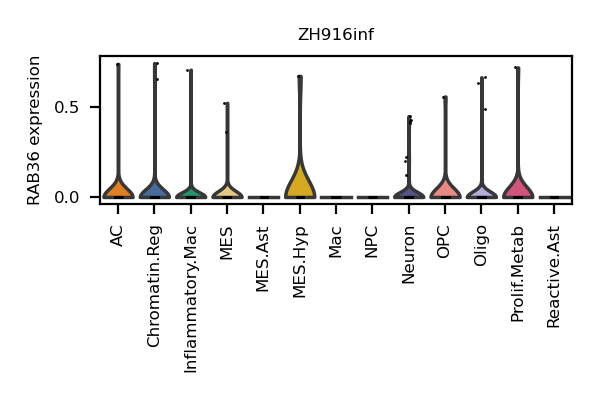 ZH916inf
RAB36 expression
0.5
0.0
AC
Chromatin.Reg
Inflammatory.Mac
MES
MES.Ast
MES.Hyp
Mac
NPC
Neuron
OPC
Oligo
Prolif.Metab
Reactive.Ast